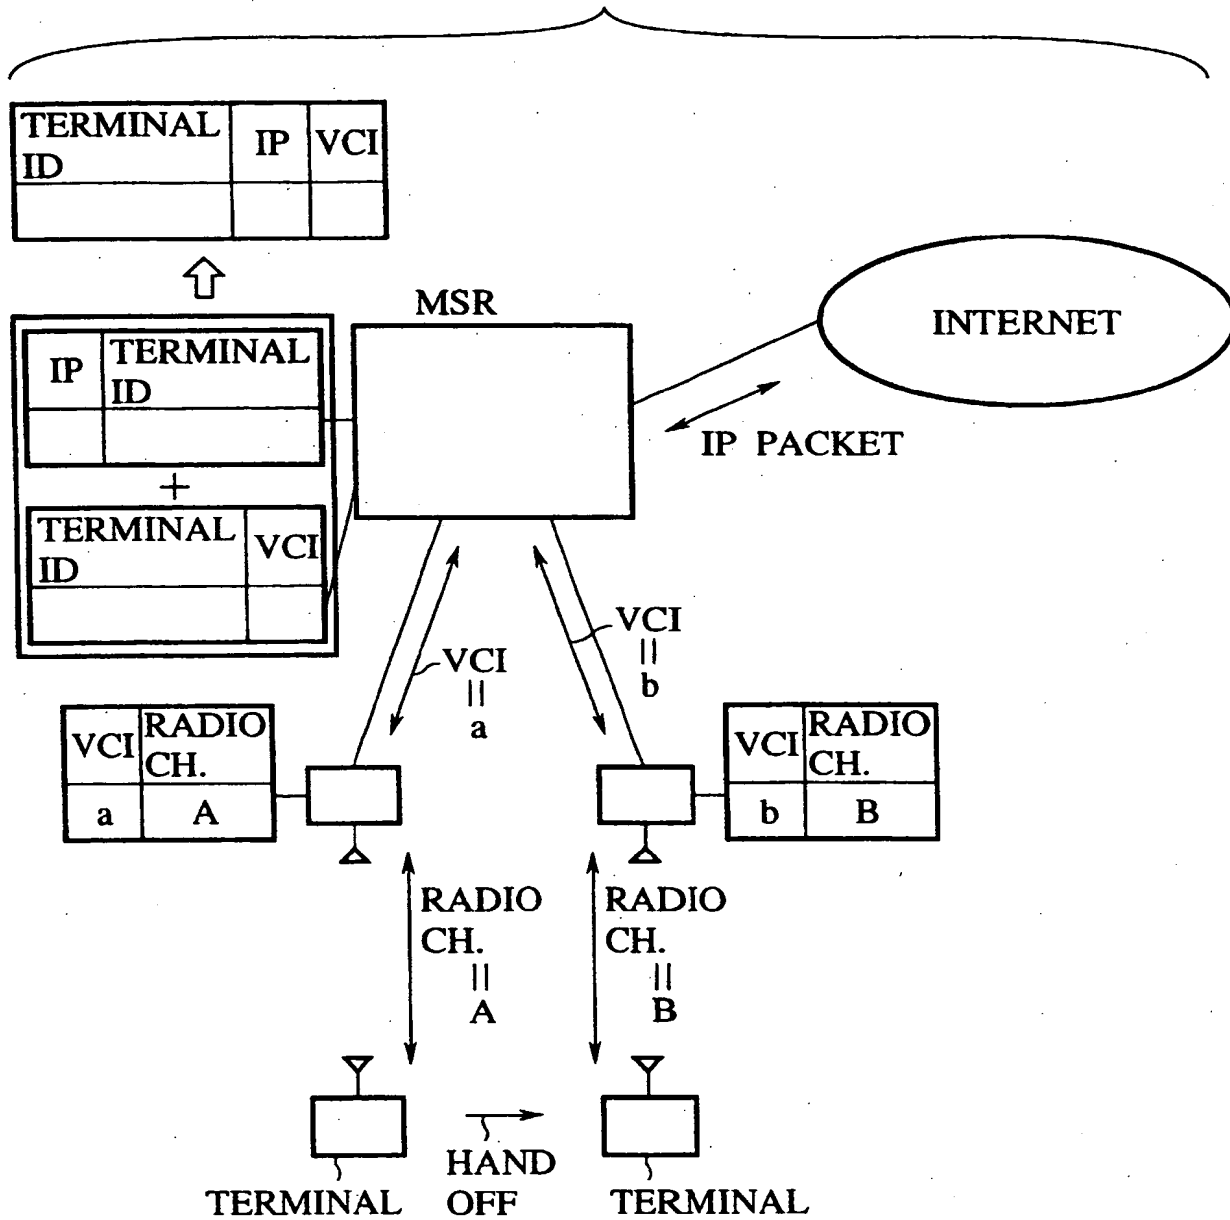 TERMINAL ID IP VCI
MSR
INTERNET
IP TERMINAL ID
IP PACKET
+
TERMINAL ID VCI
VCI = a
VCI = b
VCI RADIO CH.
a A
VCI RADIO CH.
b B
RADIO CH. = A
RADIO CH. = B
HAND OFF
TERMINAL
TERMINAL